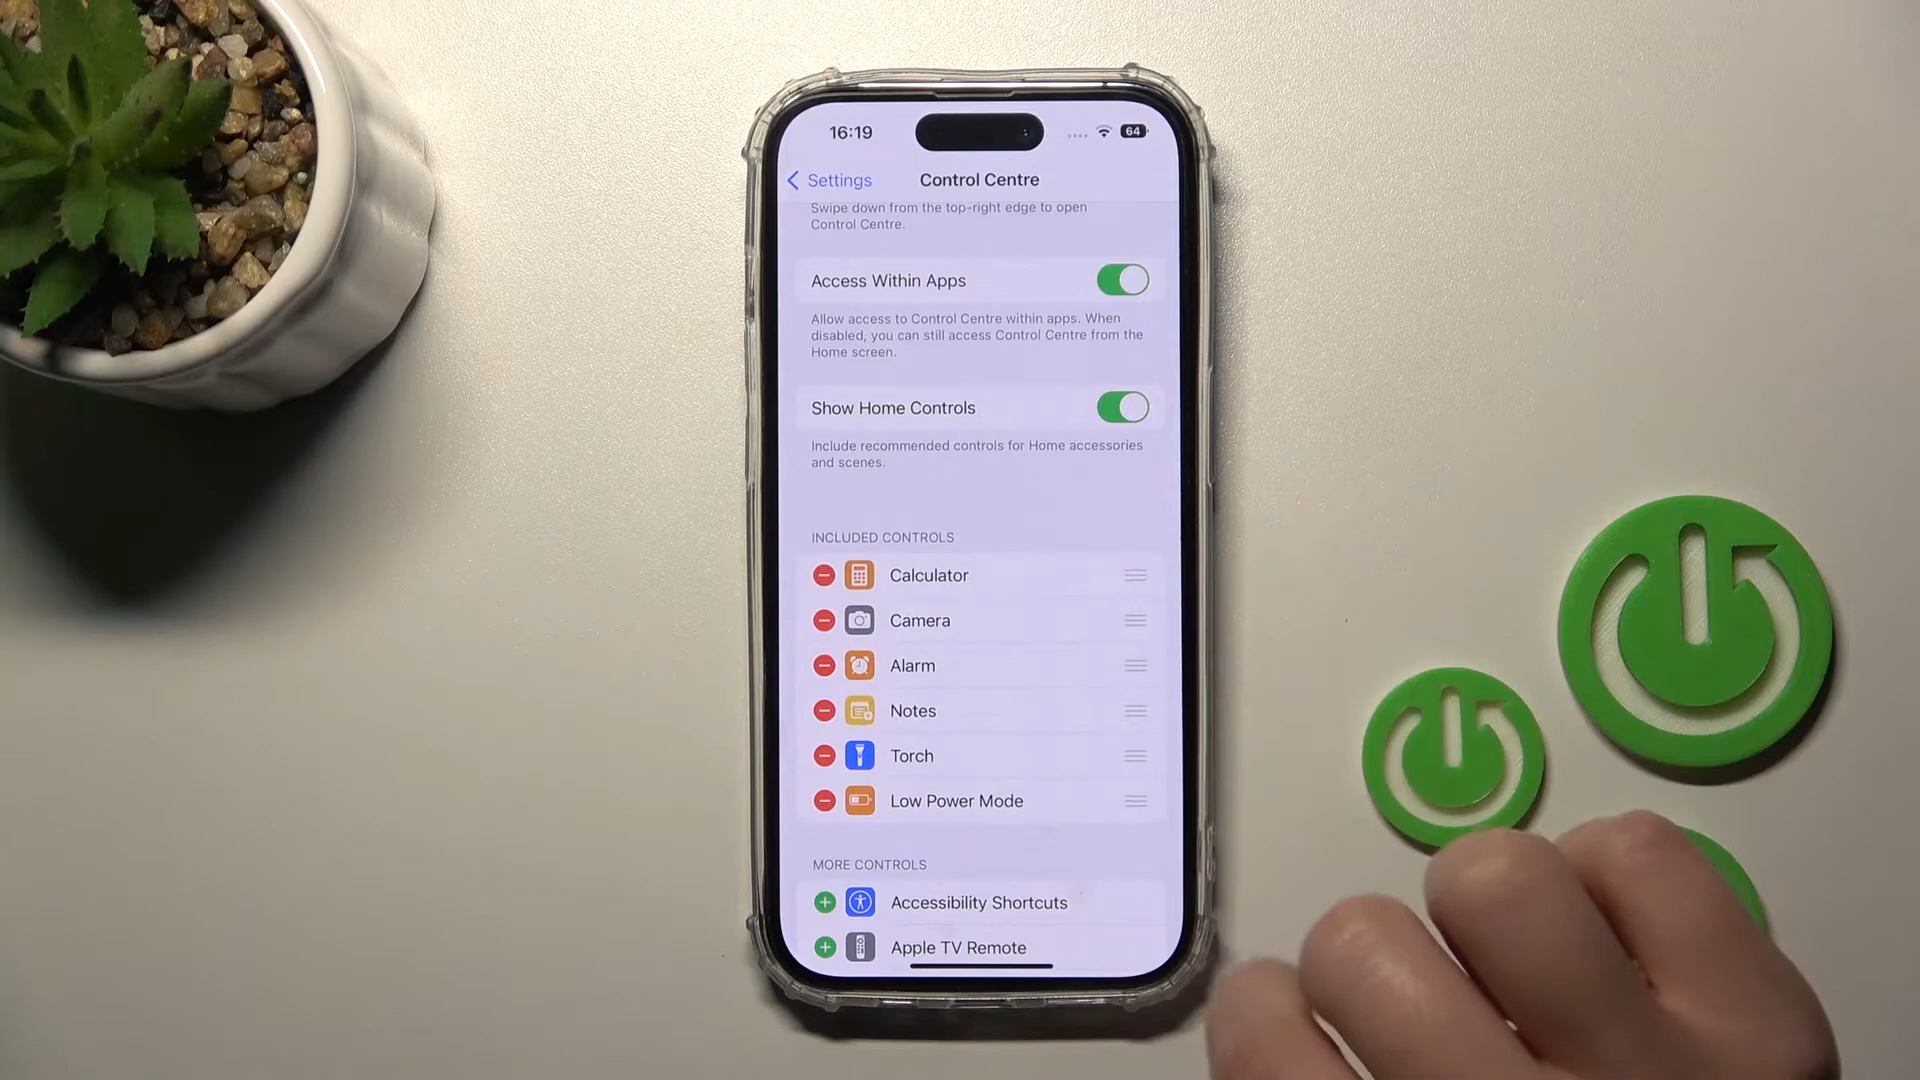 16:19
64
Settings
Control Centre
Swipe down from the top-right edge to open
Control Centre.
Access Within Apps
Allow access to Control Centre within apps. When
disabled, you can still access Control Centre from the
Home screen.
Show Home Controls
Include recommended controls for Home accessories
and scenes.
INCLUDED CONTROLS
Calculator
Camera
Alarm
Notes
Torch
Low Power Mode
MORE CONTROLS
Accessibility Shortcuts
Apple TV Remote